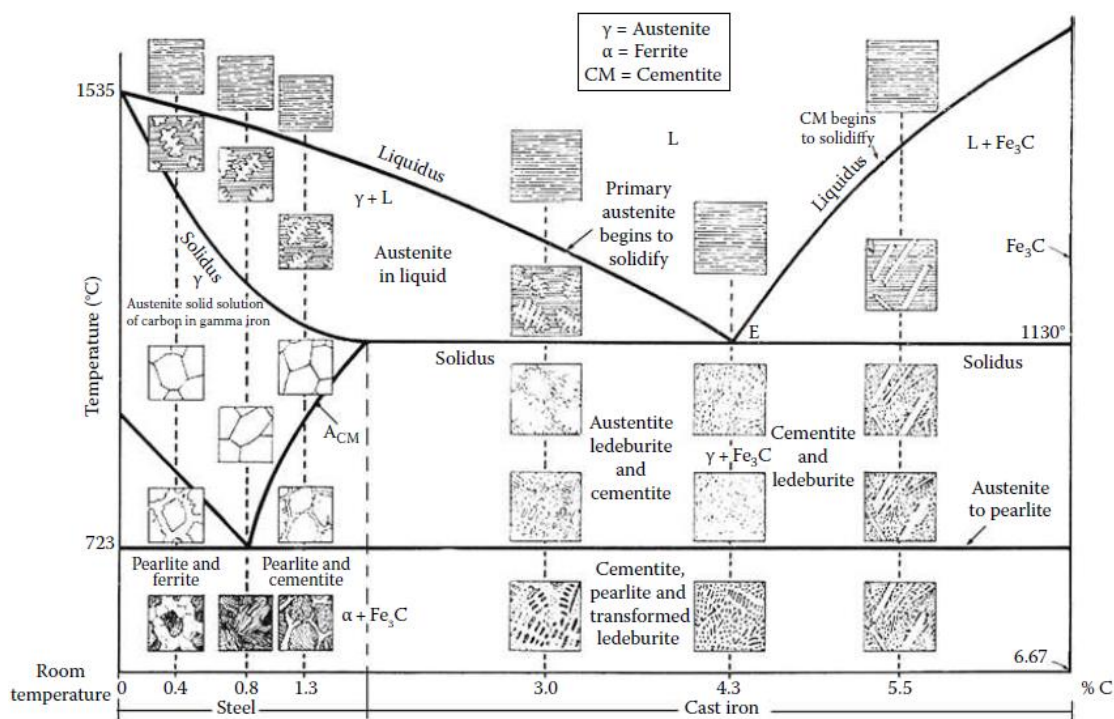 γ = Austenite
α = Ferrite
CM = Cementite
1535
Liquidus
γ + L
L
CM begins
to solidiffy
Liquidus
L + Fe₃C
Primary
austenite
begins to
solidify
Solidus
γ
Austenite
in liquid
Fe₃C
Austenite solid solution
of carbon in gamma iron
Temperature (°C)
E
1130°
Solidus
Solidus
A_CM
Austentite
ledeburite
and
cementite
γ + Fe₃C
Cementite
and
ledeburite
Austenite
to pearlite
723
Pearlite and
ferrite
Pearlite and
cementite
α + Fe₃C
Cementite,
pearlite and
transformed
ledeburite
6.67
Room
temperature
0 0.4 0.8 1.3 3.0 4.3 5.5 % C
Steel Cast iron